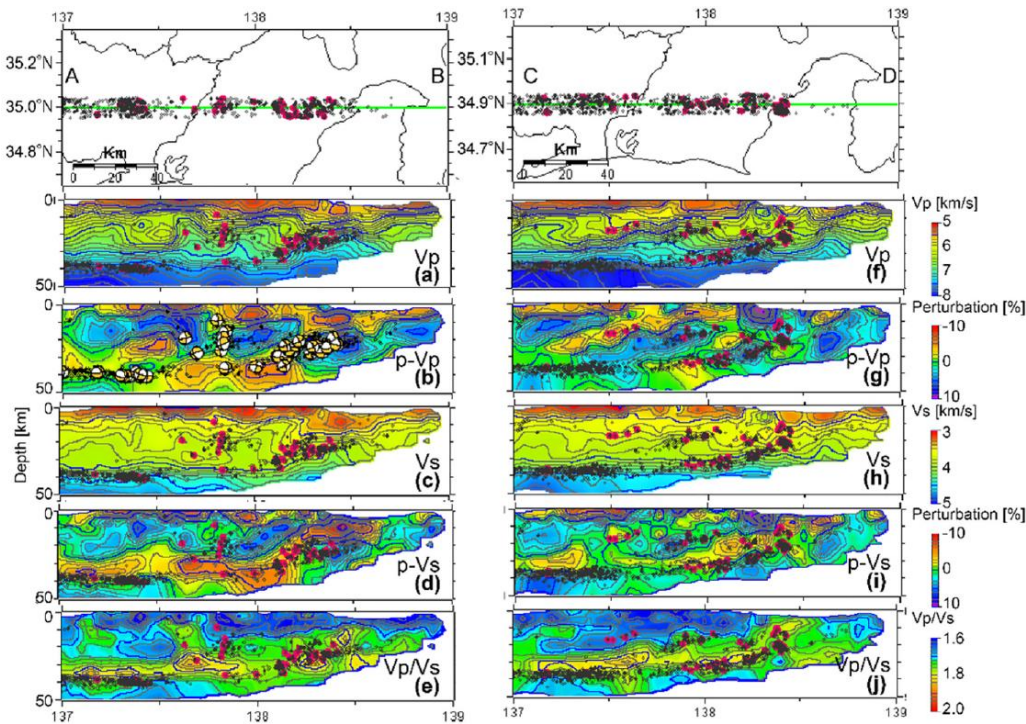 137 138 139
35.2°N
A B
35.0°N
34.8°N
Km
0 20 40
0
Vp
(a)
50
0
p-Vp
(b)
50
0
Depth [km]
Vs
(c)
50
0
p-Vs
(d)
50
0
Vp/Vs
(e)
50
137 138 139
137 138 139
35.1°N
C D
34.9°N
34.7°N
Km
0 20 40
Vp
(f)
p-Vp
(g)
Vs
(h)
p-Vs
(i)
Vp/Vs
(j)
137 138 139
Vp [km/s]
5
6
7
8
Perturbation [%]
-10
0
10
Vs [km/s]
3
4
5
Perturbation [%]
-10
0
10
Vp/Vs
1.6
1.8
2.0